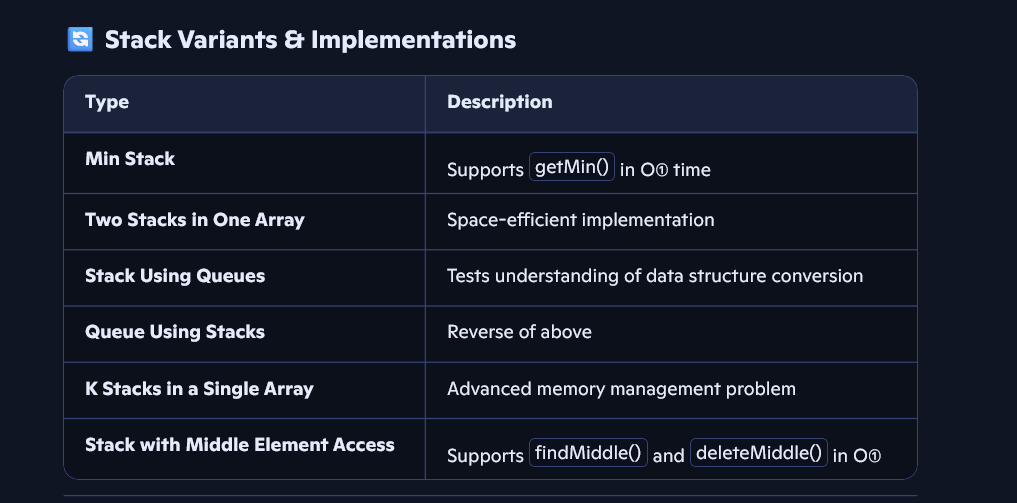 Stack Variants & Implementations
Type Description
Min Stack Supports getMin() in O① time
Two Stacks in One Array Space-efficient implementation
Stack Using Queues Tests understanding of data structure conversion
Queue Using Stacks Reverse of above
K Stacks in a Single Array Advanced memory management problem
Stack with Middle Element Access Supports findMiddle() and deleteMiddle() in O①